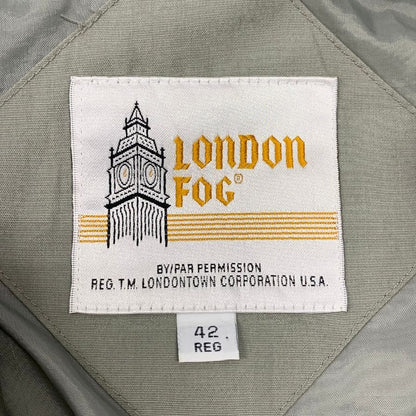 LONDON
FOG®
BY/PAR PERMISSION
REG. T.M. LONDONTOWN CORPORATION U.S.A.
42.
REG